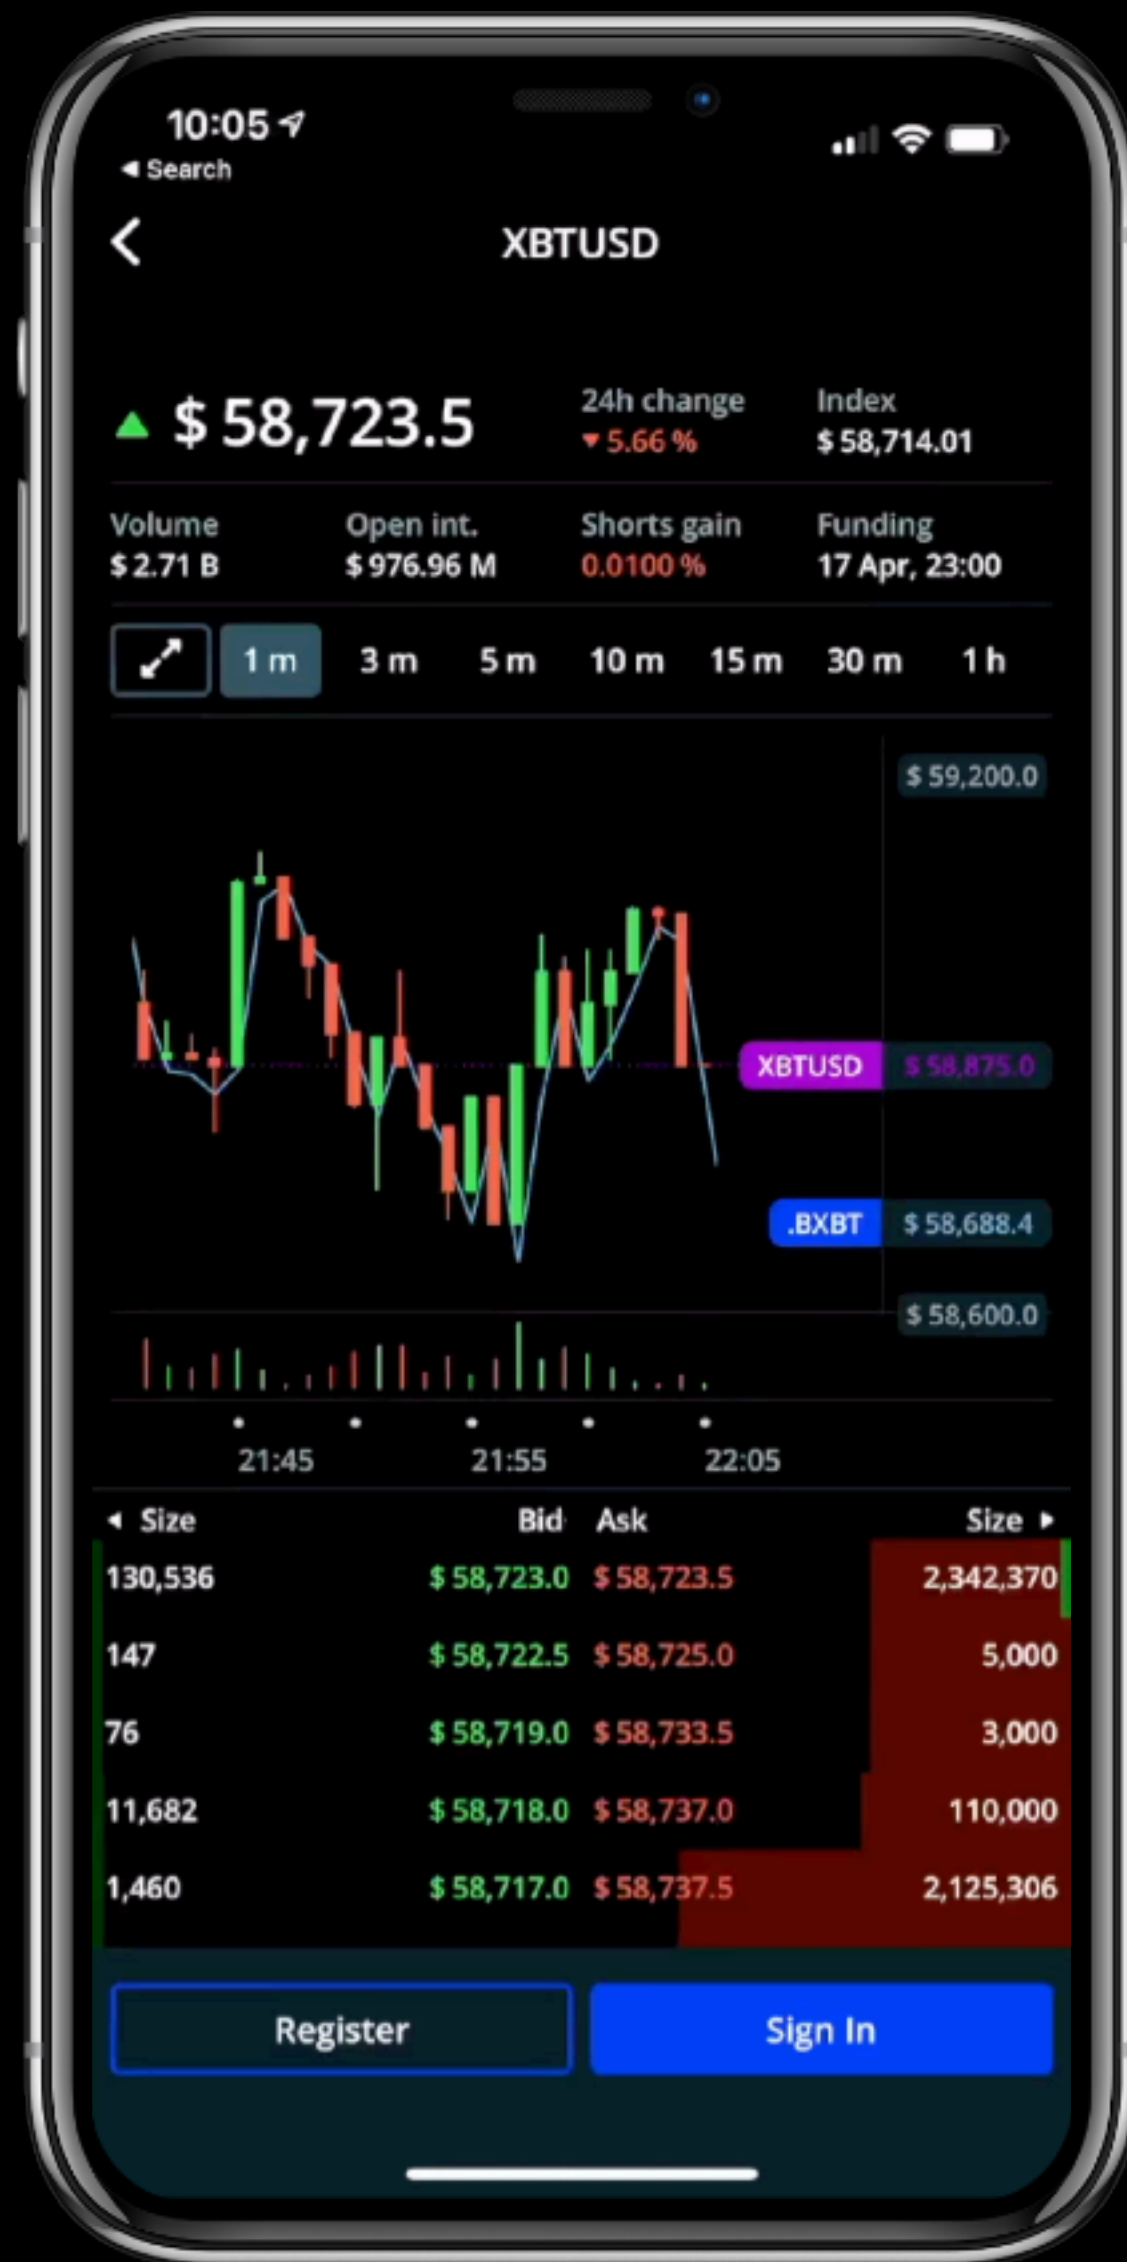 10:05
Search
XBTUSD
$ 58,723.5
24h change
5.66 %
Index
$ 58,714.01
Volume
$ 2.71 B
Open int.
$ 976.96 M
Shorts gain
0.0100 %
Funding
17 Apr, 23:00
1 m 3 m 5 m 10 m 15 m 30 m 1 h
$ 59,200.0
XBTUSD $ 58,875.0
.BXBT $ 58,688.4
$ 58,600.0
21:45 21:55 22:05
Size Bid Ask Size
130,536 $ 58,723.0 $ 58,723.5 2,342,370
147 $ 58,722.5 $ 58,725.0 5,000
76 $ 58,719.0 $ 58,733.5 3,000
11,682 $ 58,718.0 $ 58,737.0 110,000
1,460 $ 58,717.0 $ 58,737.5 2,125,306
Register Sign In